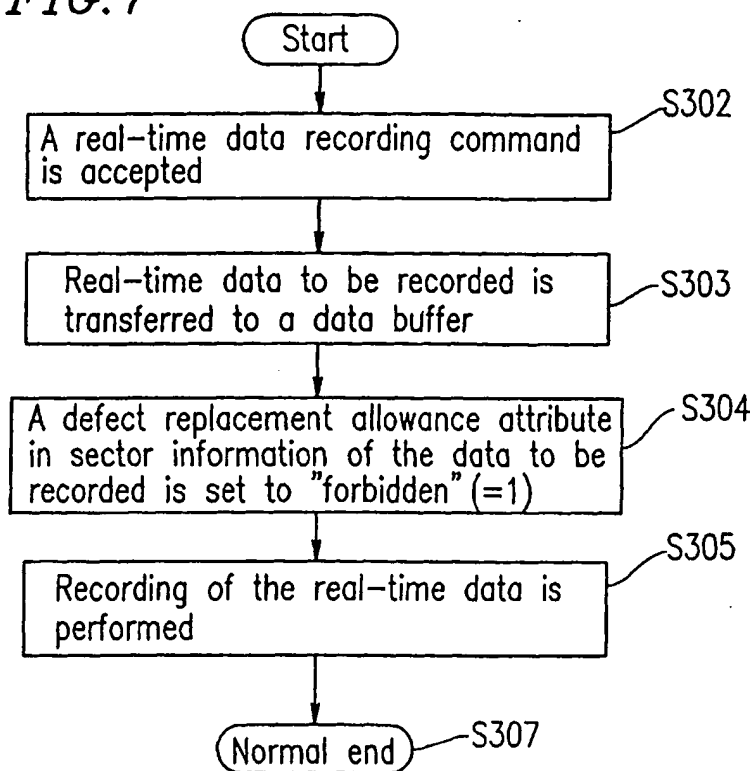 FIG. 7
Start
S302
A real-time data recording command
is accepted
Real-time data to be recorded is
transferred to a data buffer
S303
A defect replacement allowance attribute
in sector information of the data to be
recorded is set to "forbidden" (=1)
S304
S305
Recording of the real-time data is
performed
Normal end
S307